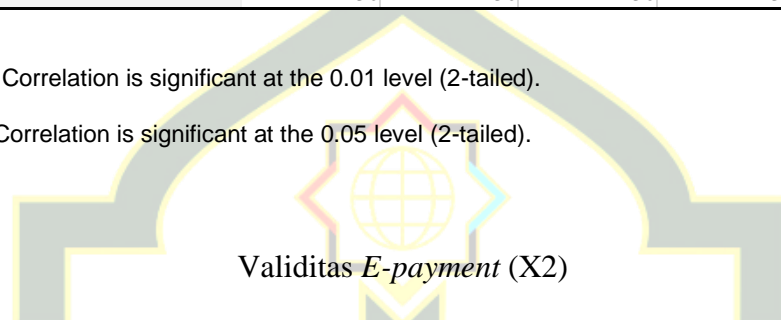 Correlation is significant at the 0.01 level (2-tailed).
Correlation is significant at the 0.05 level (2-tailed).
Validitas E-payment (X2)